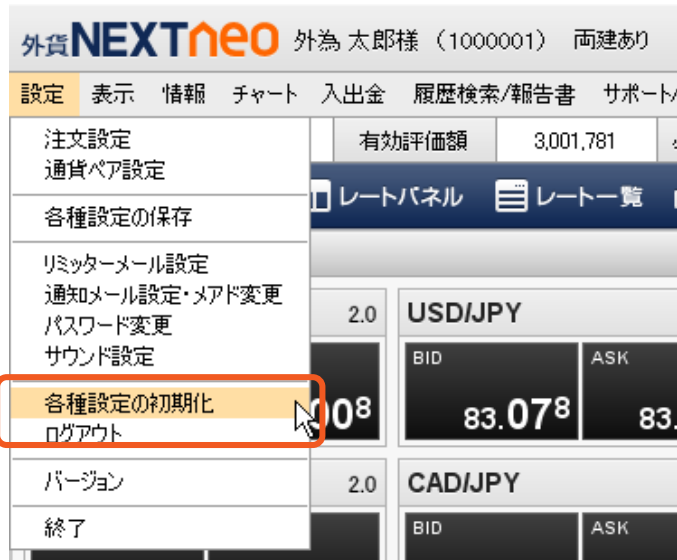 外貨NEXTneo 外為 太郎様 （1000001） 両建あり
設定 表示 情報 チャート 入出金 履歴検索/報告書 サポート/
注文設定
通貨ペア設定
各種設定の保存
リミッターメール設定
通知メール設定・メアド変更
パスワード変更
サウンド設定
各種設定の初期化
ログアウト
バージョン
終了
有効評価額 3,001,781
レートパネル レート一覧
2.0 USD/JPY
BID ASK
008 83.078 83.
2.0 CAD/JPY
BID ASK